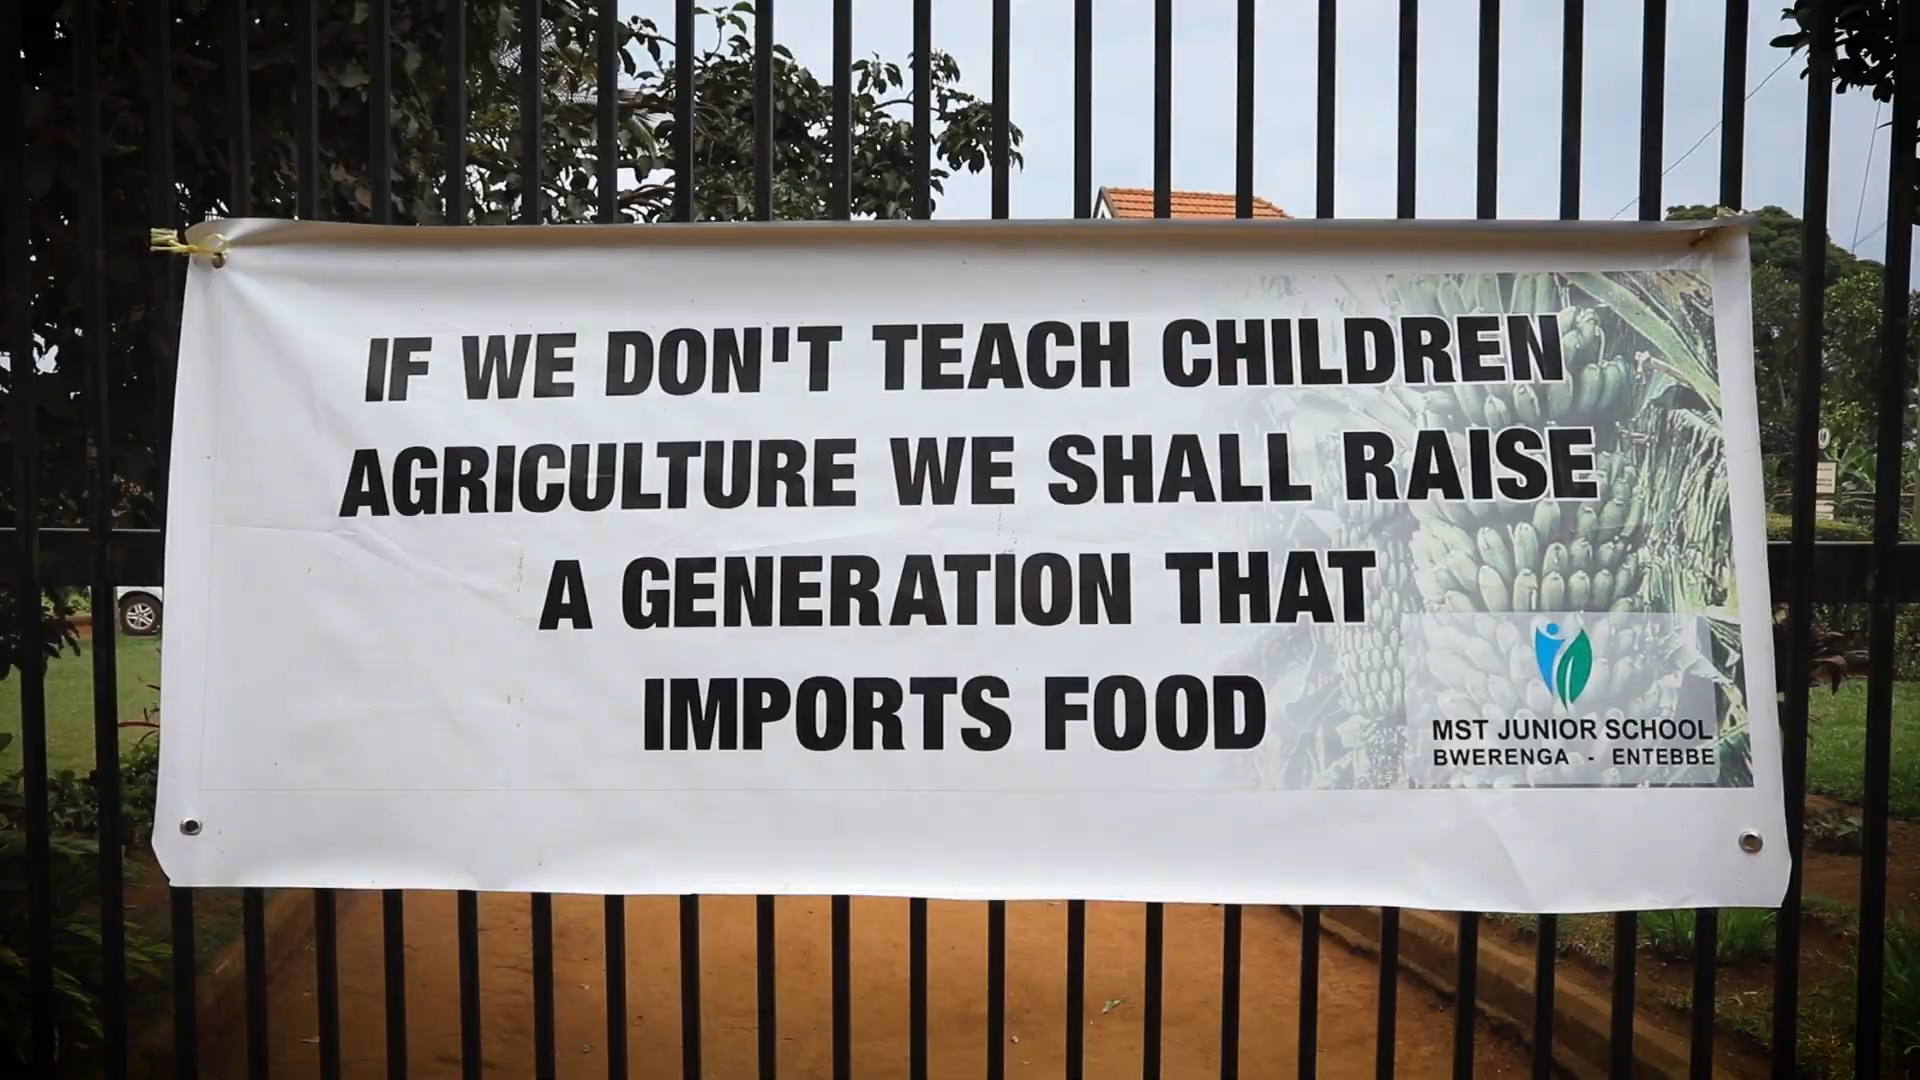 IF WE DON'T TEACH CHILDREN
AGRICULTURE WE SHALL RAISE
A GENERATION THAT
IMPORTS FOOD
MST JUNIOR SCHOOL
BWERENGA - ENTEBBE